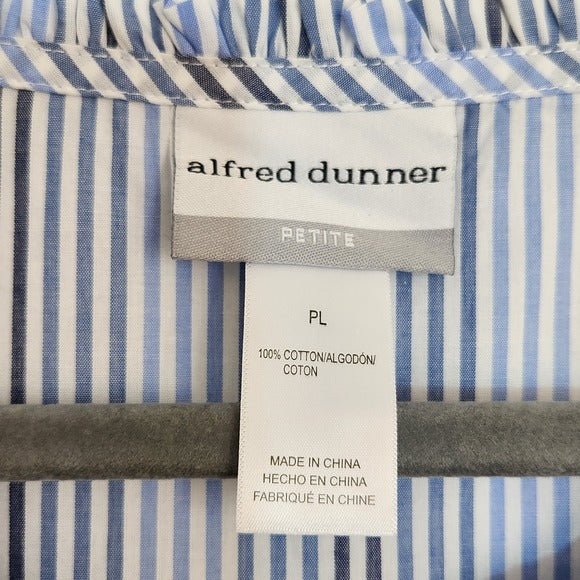 alfred dunner
PETITE
PL
100% COTTON/ALGODÓN/
COTON
MADE IN CHINA
HECHO EN CHINA
FABRIQUÉ EN CHINE